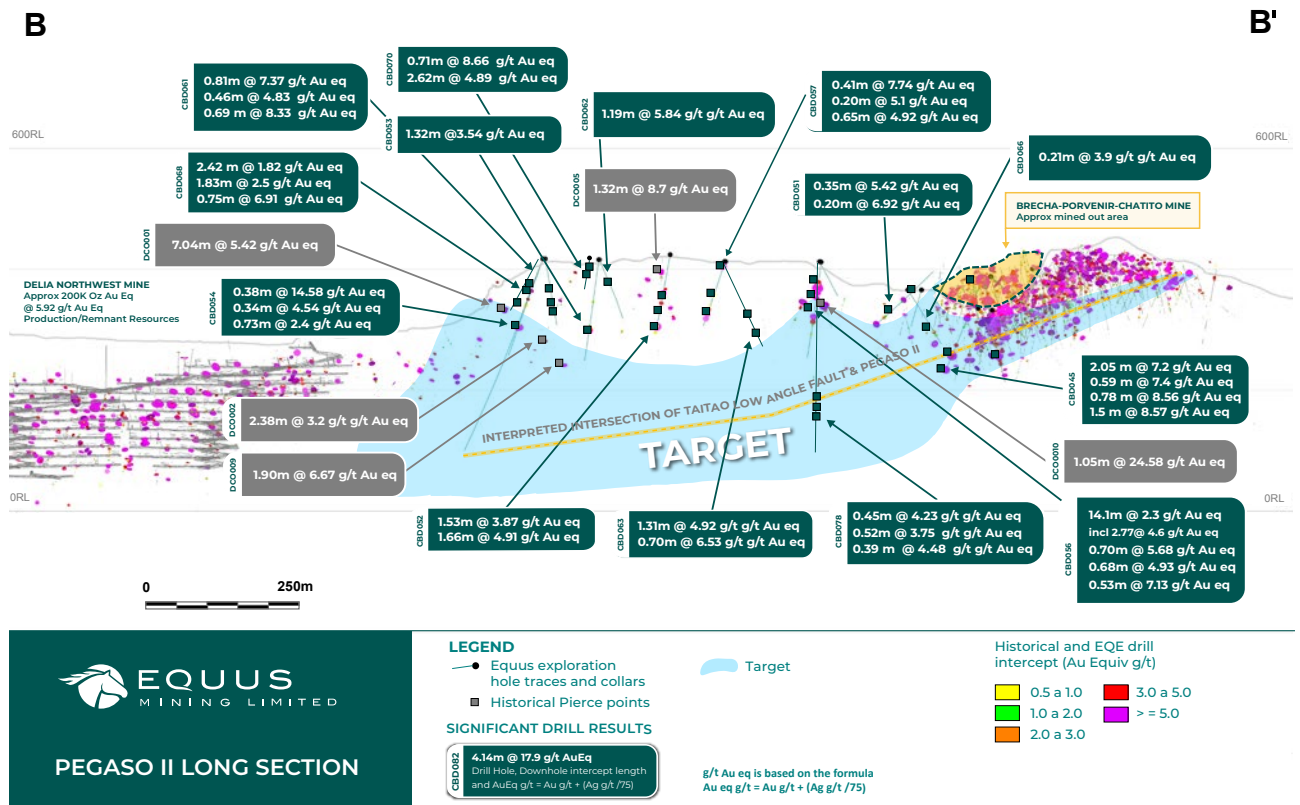 B
B'
CBD061
0.81m @ 7.37 g/t Au eq
0.46m @ 4.83 g/t Au eq
0.69 m @ 8.33 g/t Au eq
CBD070
0.71m @ 8.66 g/t Au eq
2.62m @ 4.89 g/t Au eq
CBD053
1.32m @3.54 g/t Au eq
CBD062
1.19m @ 5.84 g/t g/t Au eq
CBD057
0.41m @ 7.74 g/t Au eq
0.20m @ 5.1 g/t Au eq
0.65m @ 4.92 g/t Au eq
600RL
600RL
CBD066
0.21m @ 3.9 g/t g/t Au eq
CBD068
2.42 m @ 1.82 g/t Au eq
1.83m @ 2.5 g/t Au eq
0.75m @ 6.91 g/t Au eq
DCO005
1.32m @ 8.7 g/t Au eq
CBD051
0.35m @ 5.42 g/t Au eq
0.20m @ 6.92 g/t Au eq
BRECHA-PORVENIR-CHATITO MINE
Approx mined out area
DCO001
7.04m @ 5.42 g/t Au eq
DELIA NORTHWEST MINE
Approx 200K Oz Au Eq
@ 5.92 g/t Au Eq
Production/Remnant Resources
CBD054
0.38m @ 14.58 g/t Au eq
0.34m @ 4.54 g/t Au eq
0.73m @ 2.4 g/t Au eq
INTERPRETED INTERSECTION OF TAITAO LOW ANGLE FAULT & PEGASO II
TARGET
CBD045
2.05 m @ 7.2 g/t Au eq
0.59 m @ 7.4 g/t Au eq
0.78 m @ 8.56 g/t Au eq
1.5 m @ 8.57 g/t Au eq
DCO002
2.38m @ 3.2 g/t g/t Au eq
DCO009
1.90m @ 6.67 g/t Au eq
DCO0010
1.05m @ 24.58 g/t Au eq
0RL
0RL
CBD052
1.53m @ 3.87 g/t Au eq
1.66m @ 4.91 g/t Au eq
CBD063
1.31m @ 4.92 g/t Au eq
0.70m @ 6.53 g/t Au eq
CBD078
0.45m @ 4.23 g/t Au eq
0.52m @ 3.75 g/t g/t Au eq
0.39 m @ 4.48 g/t g/t Au eq
CBD056
14.1m @ 2.3 g/t Au eq
incl 2.77@ 4.6 g/t Au eq
0.70m @ 5.68 g/t Au eq
0.68m @ 4.93 g/t Au eq
0.53m @ 7.13 g/t Au eq
0 250m
EQUUS
MINING LIMITED
PEGASO II LONG SECTION
LEGEND
Equus exploration
hole traces and collars
Historical Pierce points
Target
SIGNIFICANT DRILL RESULTS
CBD082
4.14m @ 17.9 g/t AuEq
Drill Hole, Downhole intercept length
and AuEq g/t = Au g/t + (Ag g/t /75)
g/t Au eq is based on the formula
Au eq g/t = Au g/t + (Ag g/t /75)
Historical and EQE drill
intercept (Au Equiv g/t)
0.5 a 1.0
1.0 a 2.0
2.0 a 3.0
3.0 a 5.0
> = 5.0